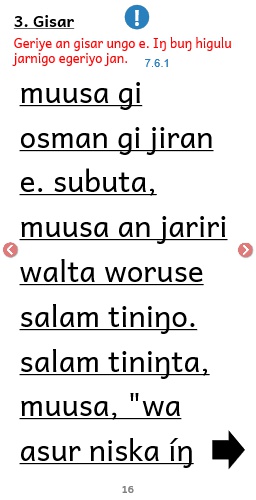 3. Gisar
Geriye an gisar ungo e. Iŋ buŋ higulu
jarnigo egeriyo jan.
7.6.1
muusa gi
osman gi jiran
e. subuta,
muusa an jariri
walta woruse
salam tiniŋo.
salam tiniŋta,
muusa, "wa
asur niska íŋ
16